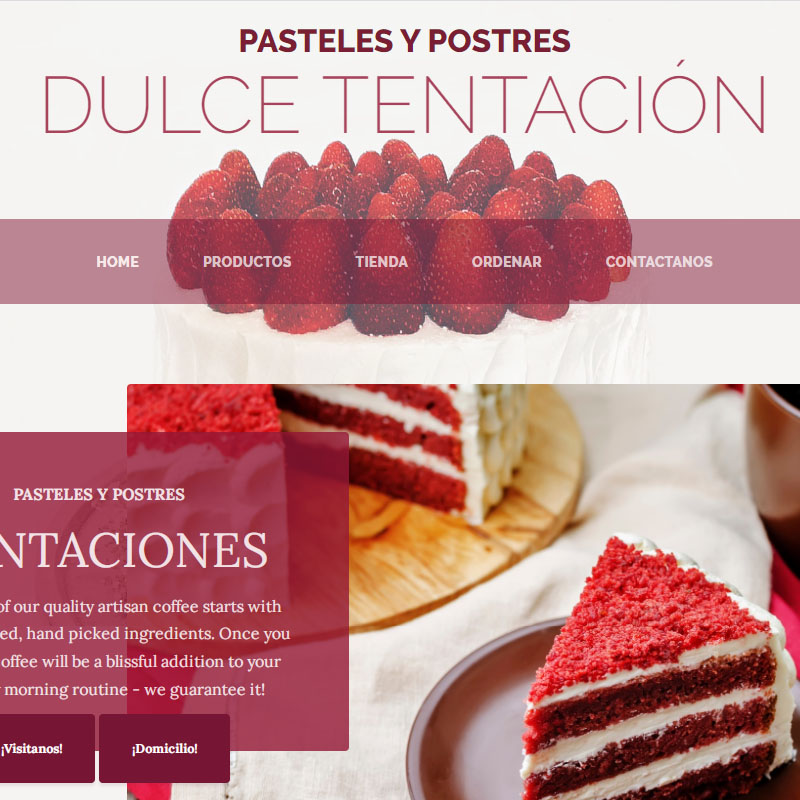 PASTELES Y POSTRES
DULCE TENTACIÓN
HOME PRODUCTOS TIENDA ORDENAR CONTACTANOS
PASTELES Y POSTRES
NTACIONES
of our quality artisan coffee starts with
ed, hand picked ingredients. Once you
offee will be a blissful addition to your
morning routine - we guarantee it!
¡Visitanos! ¡Domicilio!